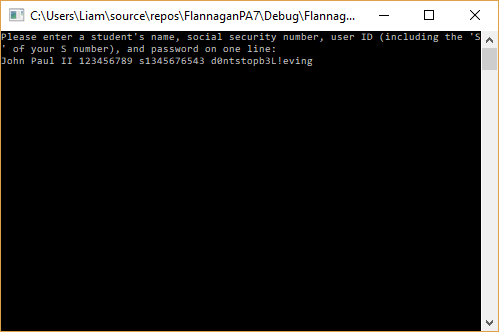 C:\Users\Liam\source\repos\FlannaganPA7\Debug\Flannag...
Please enter a student's name, social security number, user ID (including the 'S
' of your S number), and password on one line:
John Paul II 123456789 s1345676543 d0ntstopb3L!eving